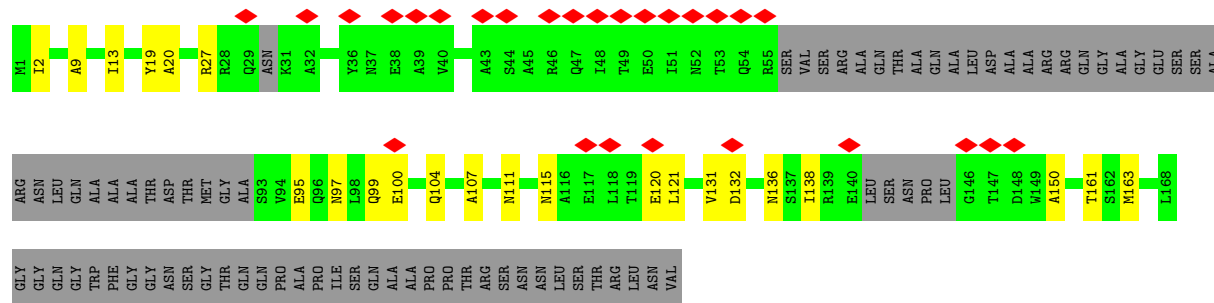 M1 I2 A9 I13 Y19 A20 R27 R28 Q29 ASN K31 A32 Y36 N37 E38 A39 V40 A43 S44 A45 R46 Q47 I48 T49 E50 I51 N52 T53 Q54 R55 SER VAL SER ARG ALA GLN THR ALA GLN ALA LEU ASP ALA ALA ARG ARG GLN GLY ALA GLY GLU SER SER ALA
ARG ASN LEU GLN ALA ALA ALA THR ASP THR MET GLY ALA S93 V94 E95 Q96 N97 L98 Q99 E100 Q104 A107 N111 N115 A116 E117 L118 T119 E120 L121 V131 D132 N136 S137 I138 R139 E140 LEU SER ASN PRO LEU G146 T147 D148 W149 A150 T161 S162 M163 L168
GLY GLY GLN GLY TRP PHE GLY GLY ASN SER GLY THR GLN GLN PRO ALA PRO ILE SER GLN ALA ALA PRO PRO THR ARG SER ASN ASN LEU SER THR ARG LEU ASN VAL